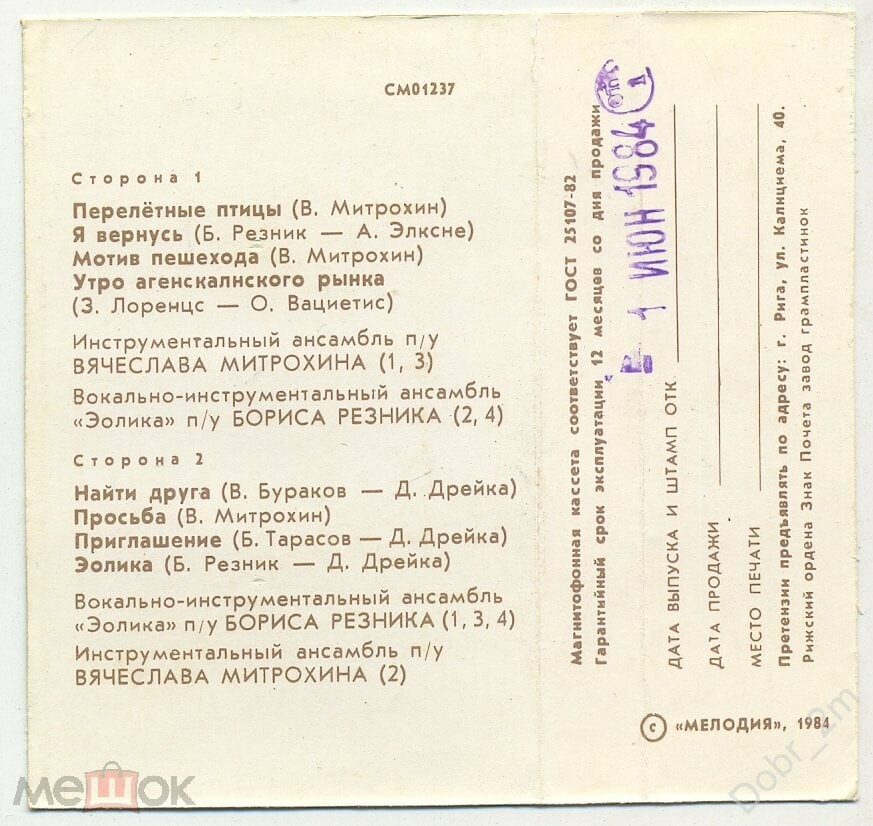 СМ01237
Сторона 1
Перелётные птицы (В. Митрохин)
Я вернусь (Б. Резник — А. Элксне)
Мотив пешехода (В. Митрохин)
Утро агенскалнского рынка
(З. Лоренцс — О. Вациетис)
Инструментальный ансамбль п/у
ВЯЧЕСЛАВА МИТРОХИНА (1, 3)
Вокально-инструментальный ансамбль
«Эолика» п/у БОРИСА РЕЗНИКА (2, 4)
Сторона 2
Найти друга (В. Бураков — Д. Дрейка)
Просьба (В. Митрохин)
Приглашение (Б. Тарасов — Д. Дрейка)
Эолика (Б. Резник — Д. Дрейка)
Вокально-инструментальный ансамбль
«Эолика» п/у БОРИСА РЕЗНИКА (1, 3, 4)
Инструментальный ансамбль п/у
ВЯЧЕСЛАВА МИТРОХИНА (2)
Магнитофонная кассета соответствует ГОСТ 25107-82
Гарантийный срок эксплуатации 12 месяцев со дня продажи
1 ИЮН 1984
ДАТА ВЫПУСКА И ШТАМП ОТК
ДАТА ПРОДАЖИ
МЕСТО ПЕЧАТИ
Претензии предъявлять по адресу: г. Рига, ул. Калнциема, 40.
Рижский ордена Знак Почета завод грампластинок
© «МЕЛОДИЯ», 1984
мешок
Dobr_2m